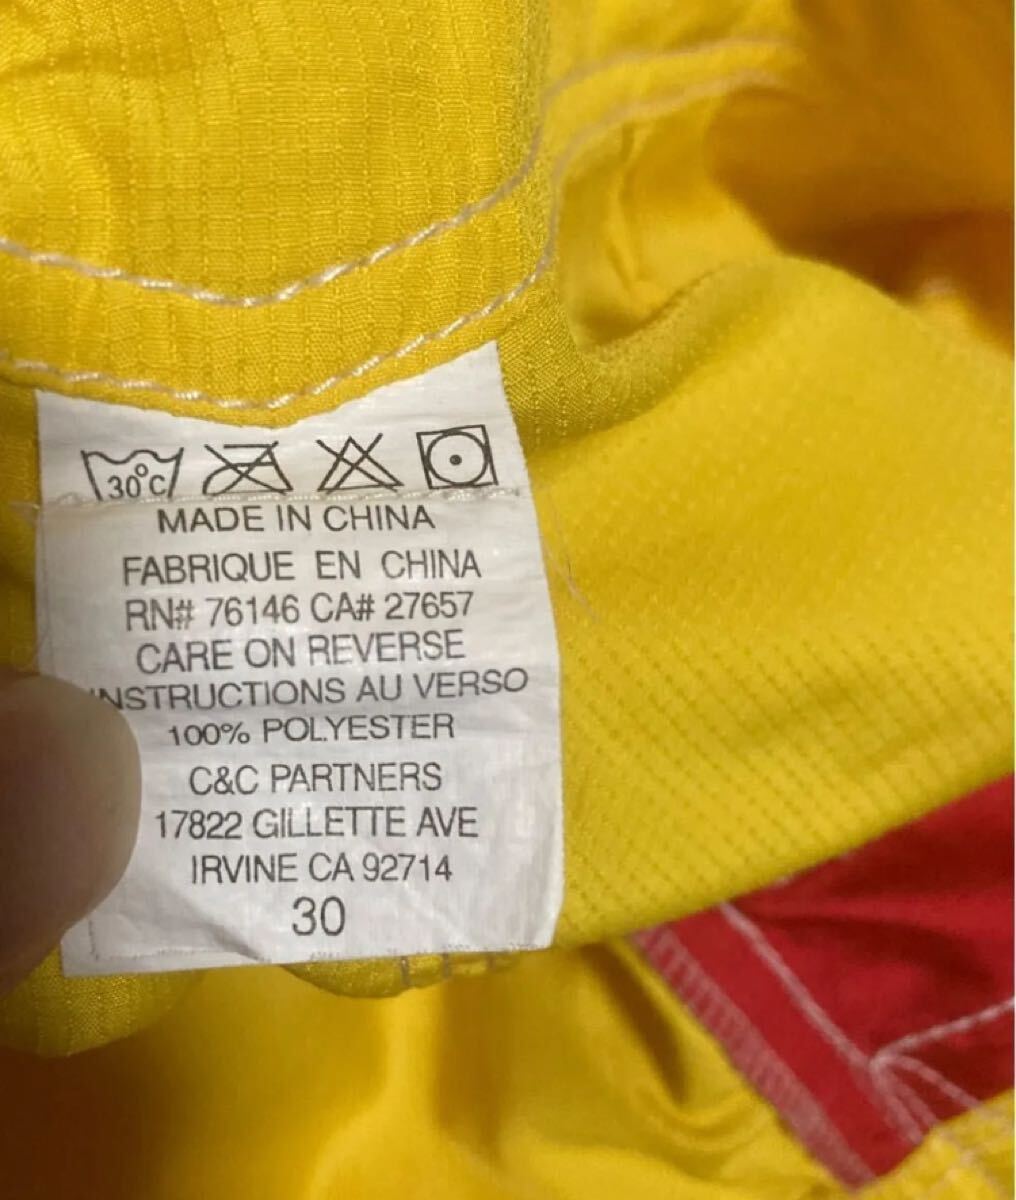 30°C
MADE IN CHINA
FABRIQUE EN CHINA
RN# 76146 CA# 27657
CARE ON REVERSE
INSTRUCTIONS AU VERSO
100% POLYESTER
C&C PARTNERS
17822 GILLETTE AVE
IRVINE CA 92714
30